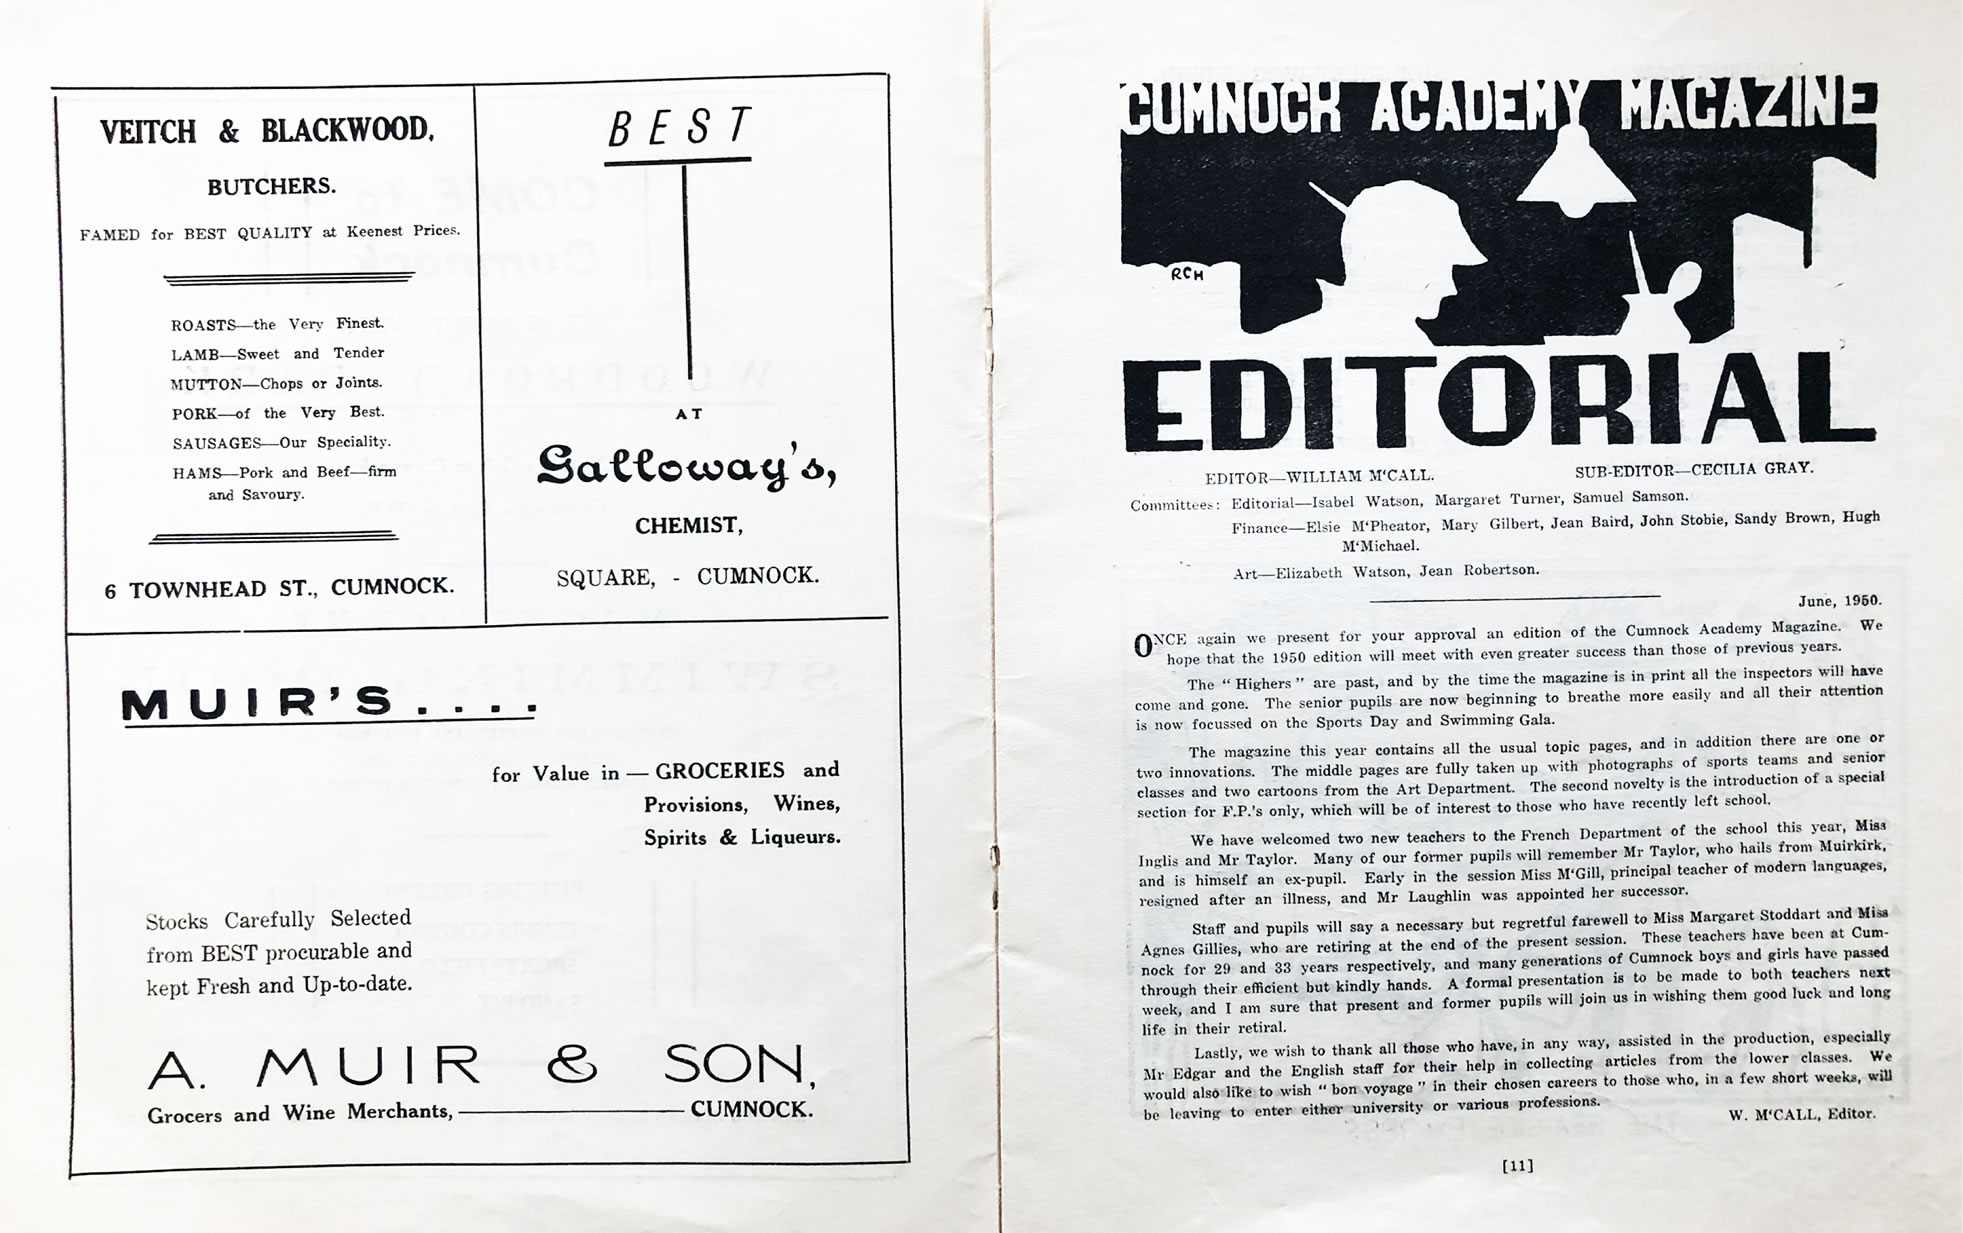 VEITCH & BLACKWOOD,
BUTCHERS.
FAMED for BEST QUALITY at Keenest Prices.
ROASTS—the Very Finest.
LAMB—Sweet and Tender
MUTTON—Chops or Joints.
PORK—of the Very Best.
SAUSAGES—Our Speciality.
HAMS—Pork and Beef—firm
and Savoury.
6 TOWNHEAD ST., CUMNOCK.
BEST
AT
Galloway's,
CHEMIST,
SQUARE, - CUMNOCK.
MUIR'S....
for Value in — GROCERIES and
Provisions, Wines,
Spirits & Liqueurs.
Stocks Carefully Selected
from BEST procurable and
kept Fresh and Up-to-date.
A. MUIR & SON,
Grocers and Wine Merchants, — CUMNOCK.
CUMNOCK ACADEMY MAGAZINE
RCH
EDITORIAL
EDITOR—WILLIAM M'CALL. SUB-EDITOR—CECILIA GRAY.
Committees: Editorial—Isabel Watson, Margaret Turner, Samuel Samson.
Finance—Elsie M'Pheator, Mary Gilbert, Jean Baird, John Stobie, Sandy Brown, Hugh
M'Michael.
Art—Elizabeth Watson, Jean Robertson.
June, 1950.
ONCE again we present for your approval an edition of the Cumnock Academy Magazine. We
hope that the 1950 edition will meet with even greater success than those of previous years.
The "Highers" are past, and by the time the magazine is in print all the inspectors will have
come and gone. The senior pupils are now beginning to breathe more easily and all their attention
is now focussed on the Sports Day and Swimming Gala.
The magazine this year contains all the usual topic pages, and in addition there are one or
two innovations. The middle pages are fully taken up with photographs of sports teams and senior
classes and two cartoons from the Art Department. The second novelty is the introduction of a special
section for F.P.'s only, which will be of interest to those who have recently left school.
We have welcomed two new teachers to the French Department of the school this year, Miss
Inglis and Mr Taylor. Many of our former pupils will remember Mr Taylor, who hails from Muirkirk,
and is himself an ex-pupil. Early in the session Miss M'Gill, principal teacher of modern languages,
resigned after an illness, and Mr Laughlin was appointed her successor.
Staff and pupils will say a necessary but regretful farewell to Miss Margaret Stoddart and Miss
Agnes Gillies, who are retiring at the end of the present session. These teachers have been at Cum-
nock for 29 and 33 years respectively, and many generations of Cumnock boys and girls have passed
through their efficient but kindly hands. A formal presentation is to be made to both teachers next
week, and I am sure that present and former pupils will join us in wishing them good luck and long
life in their retiral.
Lastly, we wish to thank all those who have, in any way, assisted in the production, especially
Mr Edgar and the English staff for their help in collecting articles from the lower classes. We
would also like to wish "bon voyage" in their chosen careers to those who, in a few short weeks, will
be leaving to enter either university or various professions.
W. M'CALL, Editor.
[11]